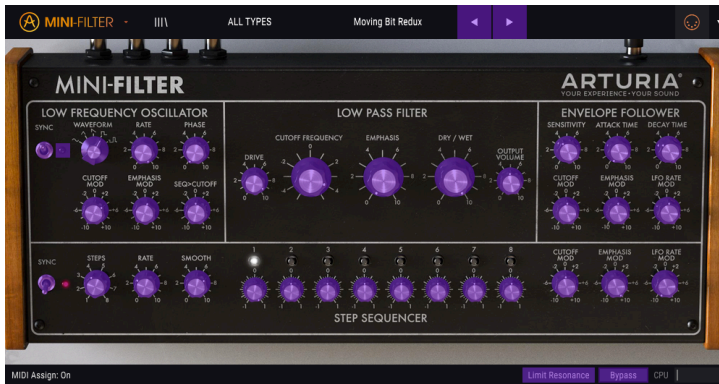 MINI-FILTER
ALL TYPES
Moving Bit Redux
MINI-FILTER
ARTURIA
YOUR EXPERIENCE • YOUR SOUND
LOW FREQUENCY OSCILLATOR
LOW PASS FILTER
ENVELOPE FOLLOWER
SYNC
WAVEFORM
RATE
PHASE
CUTOFF MOD
EMPHASIS MOD
SEQ>CUTOFF
DRIVE
CUTOFF FREQUENCY
EMPHASIS
DRY / WET
OUTPUT
VOLUME
SENSITIVITY
ATTACK TIME
DECAY TIME
CUTOFF MOD
EMPHASIS MOD
LFO RATE MOD
SYNC
STEPS
RATE
SMOOTH
1 2 3 4 5 6 7 8
CUTOFF MOD
EMPHASIS MOD
LFO RATE MOD
STEP SEQUENCER
MIDI Assign: On
Limit Resonance
Bypass
CPU